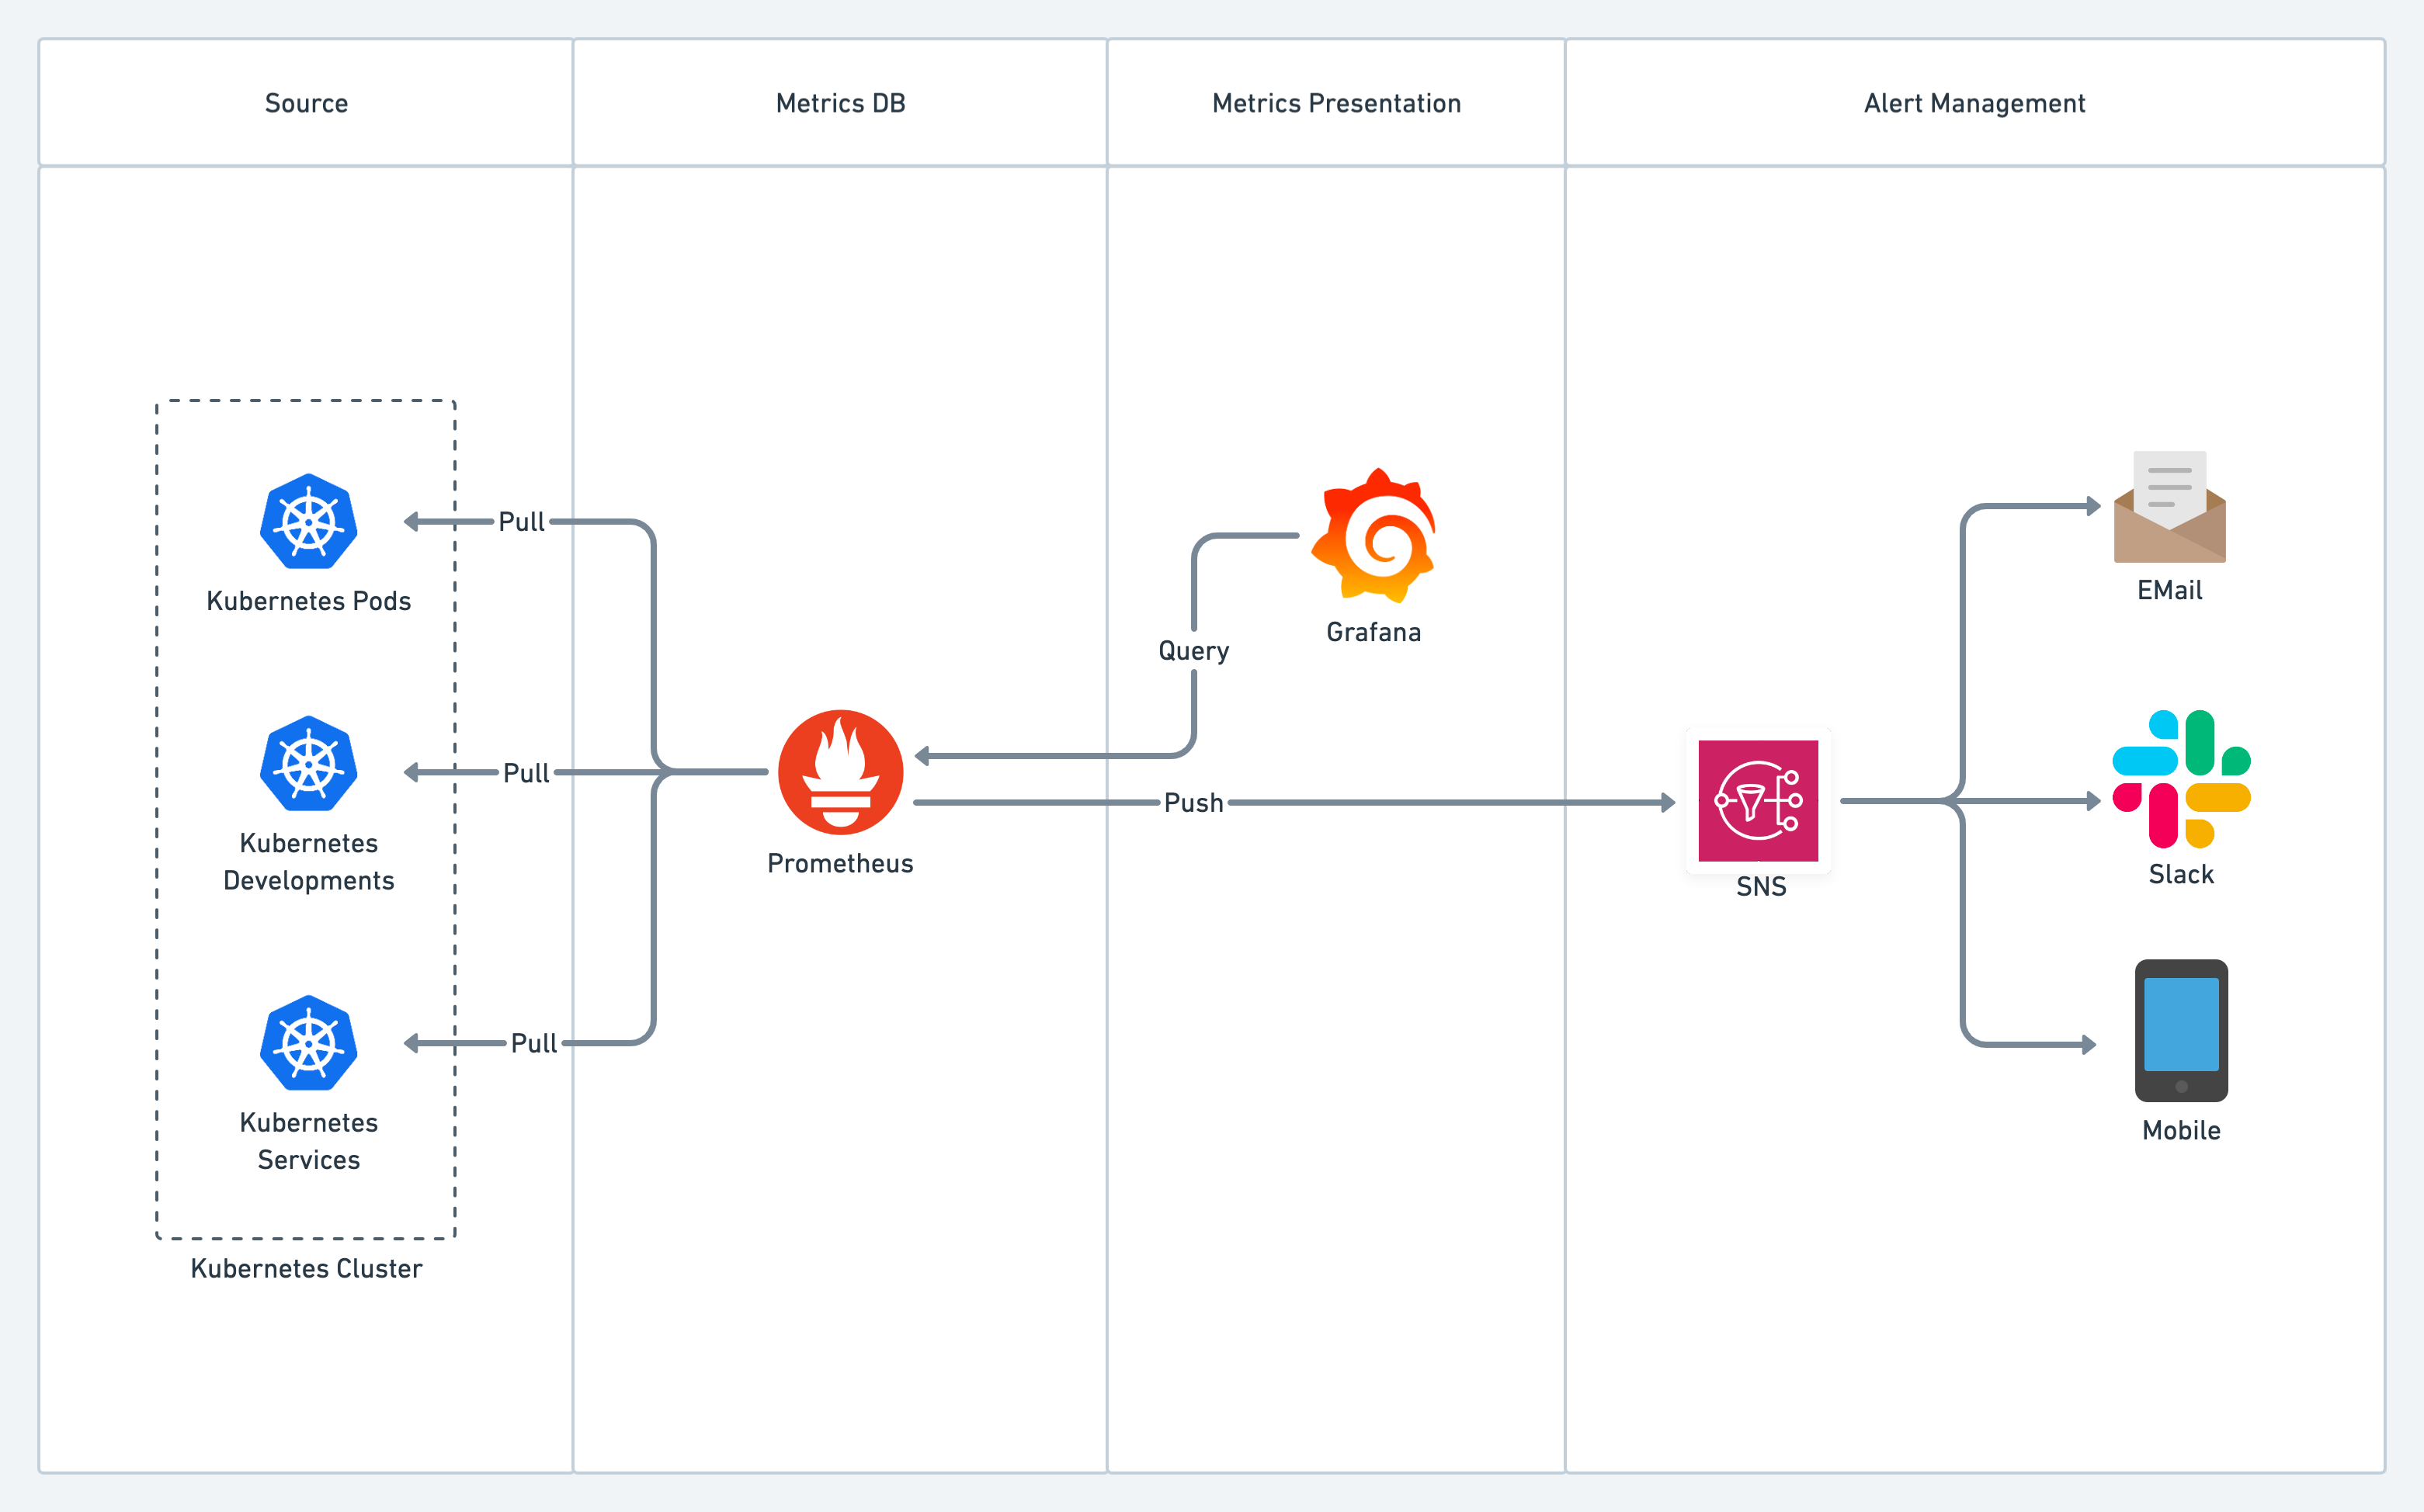 Source
Metrics DB
Metrics Presentation
Alert Management
Pull
Kubernetes Pods
Pull
Kubernetes
Developments
Pull
Kubernetes
Services
Kubernetes Cluster
Prometheus
Query
Grafana
Push
SNS
EMail
Slack
Mobile